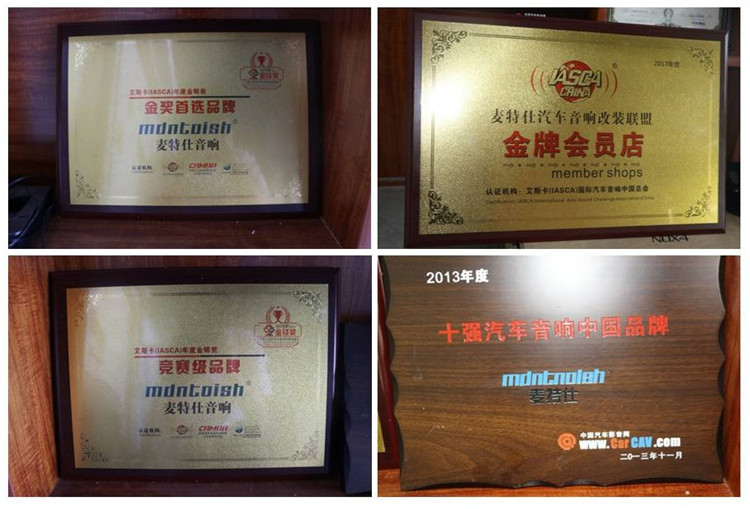 艾斯卡(IASCA)年度金铎奖
金奖首选品牌
mdntoish®
麦特仕音响
认证机构:
2013年度
IASCA®
CHINA
麦特仕汽车音响改装联盟
金牌会员店
member shops
认证机构:艾斯卡(IASCA)国际汽车音响中国总会
艾斯卡(IASCA)年度金铎奖
竞赛级品牌
mdntoish®
麦特仕音响
认证机构:
2013年度
十强汽车音响中国品牌
mdntnoish
麦特仕
中国汽车影音网
www.CarCAV.com
二〇一三年十一月